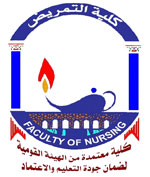 كلية التمريض
FACULTY OF NURSING
كلية معتمدة من الهيئة القومية
لضمان جودة التعليم والاعتماد